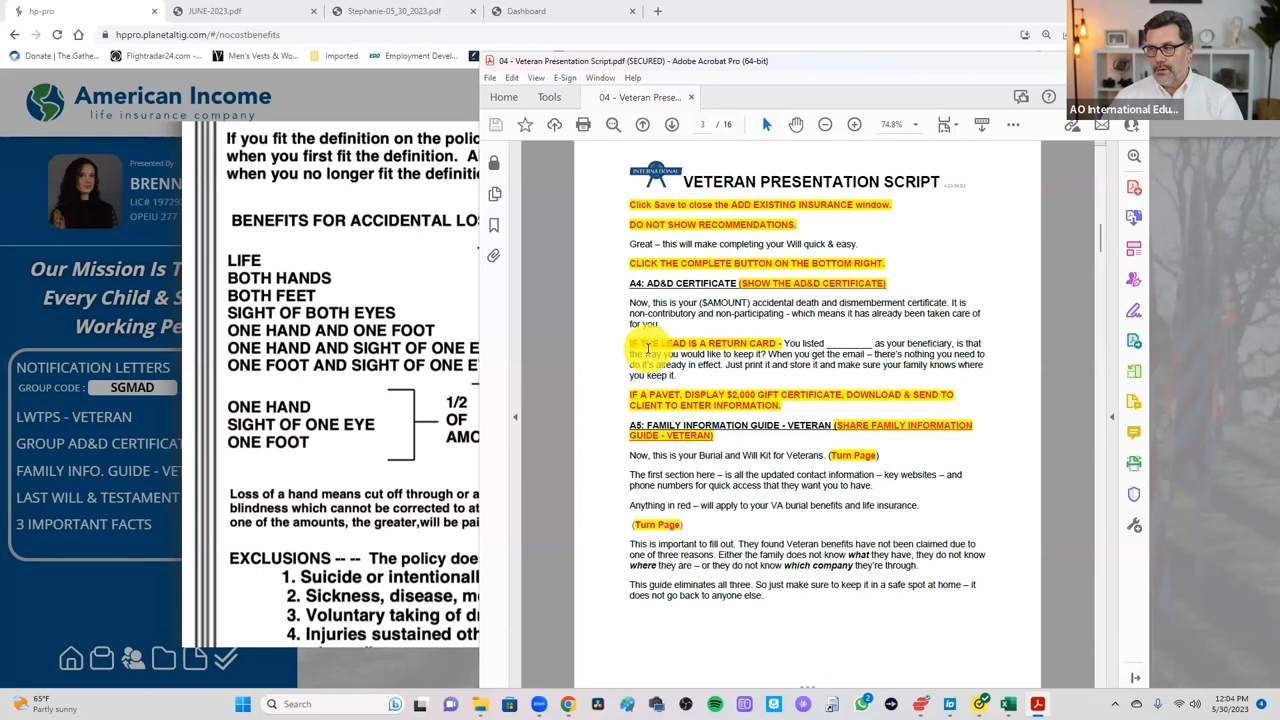 hp-pro
JUNE-2023.pdf
Stephanie-05_30_2023.pdf
Dashboard
hppro.planetaltig.com/#/nocostbenefits
Donate | The Gathe...
Flightradar24.com -...
Men's Vests & Wo...
Imported
EDD
Employment Devel...
American Income
life insurance company
Presented By
BRENN
LIC# 19729
OPEIU 277
Our Mission Is T
Every Child & S
Working Pe
NOTIFICATION LETTERS
GROUP CODE :
SGMAD
LWTPS - VETERAN
GROUP AD&D CERTIFICAT
FAMILY INFO. GUIDE - VET
LAST WILL & TESTAMENT
3 IMPORTANT FACTS
If you fit the definition on the polic
when you first fit the definition. A
when you no longer fit the definiti
BENEFITS FOR ACCIDENTAL LO
LIFE
BOTH HANDS
BOTH FEET
SIGHT OF BOTH EYES
ONE HAND AND ONE FOOT
ONE HAND AND SIGHT OF ONE E
ONE FOOT AND SIGHT OF ONE E
ONE HAND
SIGHT OF ONE EYE
ONE FOOT
1/2
OF
AMO
Loss of a hand means cut off through or a
blindness which cannot be corrected to at
one of the amounts, the greater,will be pai
EXCLUSIONS -- -- The policy doe
1. Suicide or intentionall
2. Sickness, disease, m
3. Voluntary taking of d
4. Injuries sustained oth
04 - Veteran Presentation Script.pdf (SECURED) - Adobe Acrobat Pro (64-bit)
File Edit View E-Sign Window Help
Home
Tools
04 - Veteran Prese...
3 / 16
74.8%
INTERNATIONAL
VETERAN PRESENTATION SCRIPT
Click Save to close the ADD EXISTING INSURANCE window.
DO NOT SHOW RECOMMENDATIONS.
Great – this will make completing your Will quick & easy.
CLICK THE COMPLETE BUTTON ON THE BOTTOM RIGHT.
A4: AD&D CERTIFICATE (SHOW THE AD&D CERTIFICATE)
Now, this is your ($AMOUNT) accidental death and dismemberment certificate. It is
non-contributory and non-participating - which means it has already been taken care of
for you.
IF THE LEAD IS A RETURN CARD - You listed ________ as your beneficiary, is that
the way you would like to keep it? When you get the email – there's nothing you need to
do it's already in effect. Just print it and store it and make sure your family knows where
you keep it.
IF A PAVET, DISPLAY $2,000 GIFT CERTIFICATE, DOWNLOAD & SEND TO
CLIENT TO ENTER INFORMATION.
A5: FAMILY INFORMATION GUIDE - VETERAN (SHARE FAMILY INFORMATION
GUIDE - VETERAN)
Now, this is your Burial and Will Kit for Veterans. (Turn Page)
The first section here – is all the updated contact information – key websites – and
phone numbers for quick access that they want you to have.
Anything in red – will apply to your VA burial benefits and life insurance.
(Turn Page)
This is important to fill out. They found Veteran benefits have not been claimed due to
one of three reasons. Either the family does not know what they have, they do not know
where they are – or they do not know which company they're through.
This guide eliminates all three. So just make sure to keep it in a safe spot at home – it
does not go back to anyone else.
AO International Edu...
65°F
Partly sunny
Search
12:04 PM
5/30/2023